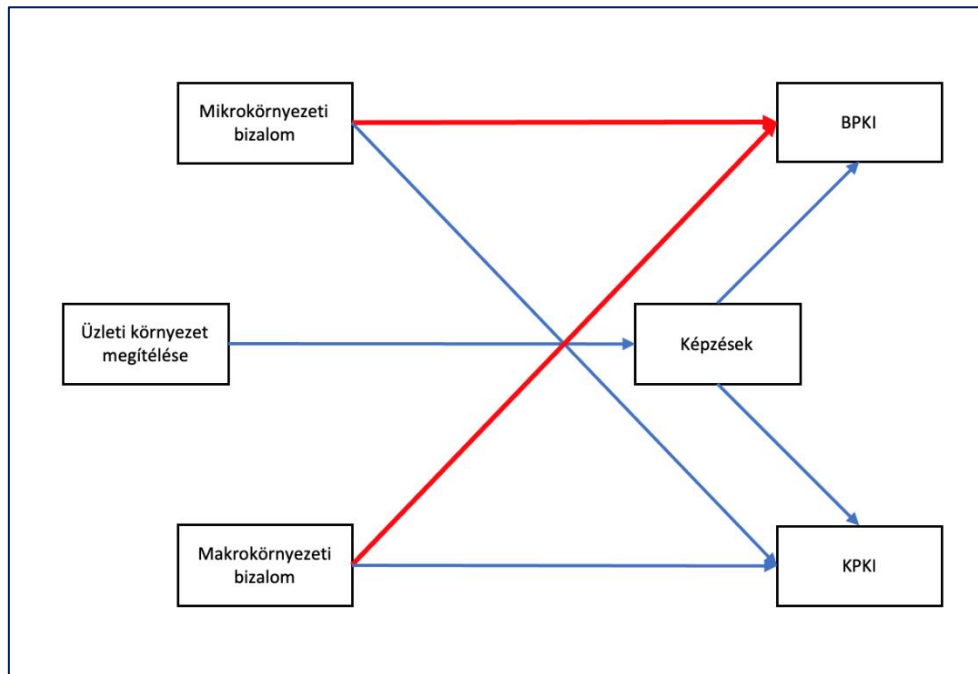 Mikrokörnyezeti
bizalom
BPKI
Üzleti környezet
megítélése
Képzések
Makrokörnyezeti
bizalom
KPKI